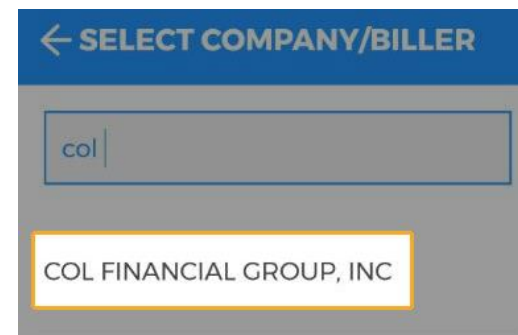 ← SELECT COMPANY/BILLER
col
COL FINANCIAL GROUP, INC